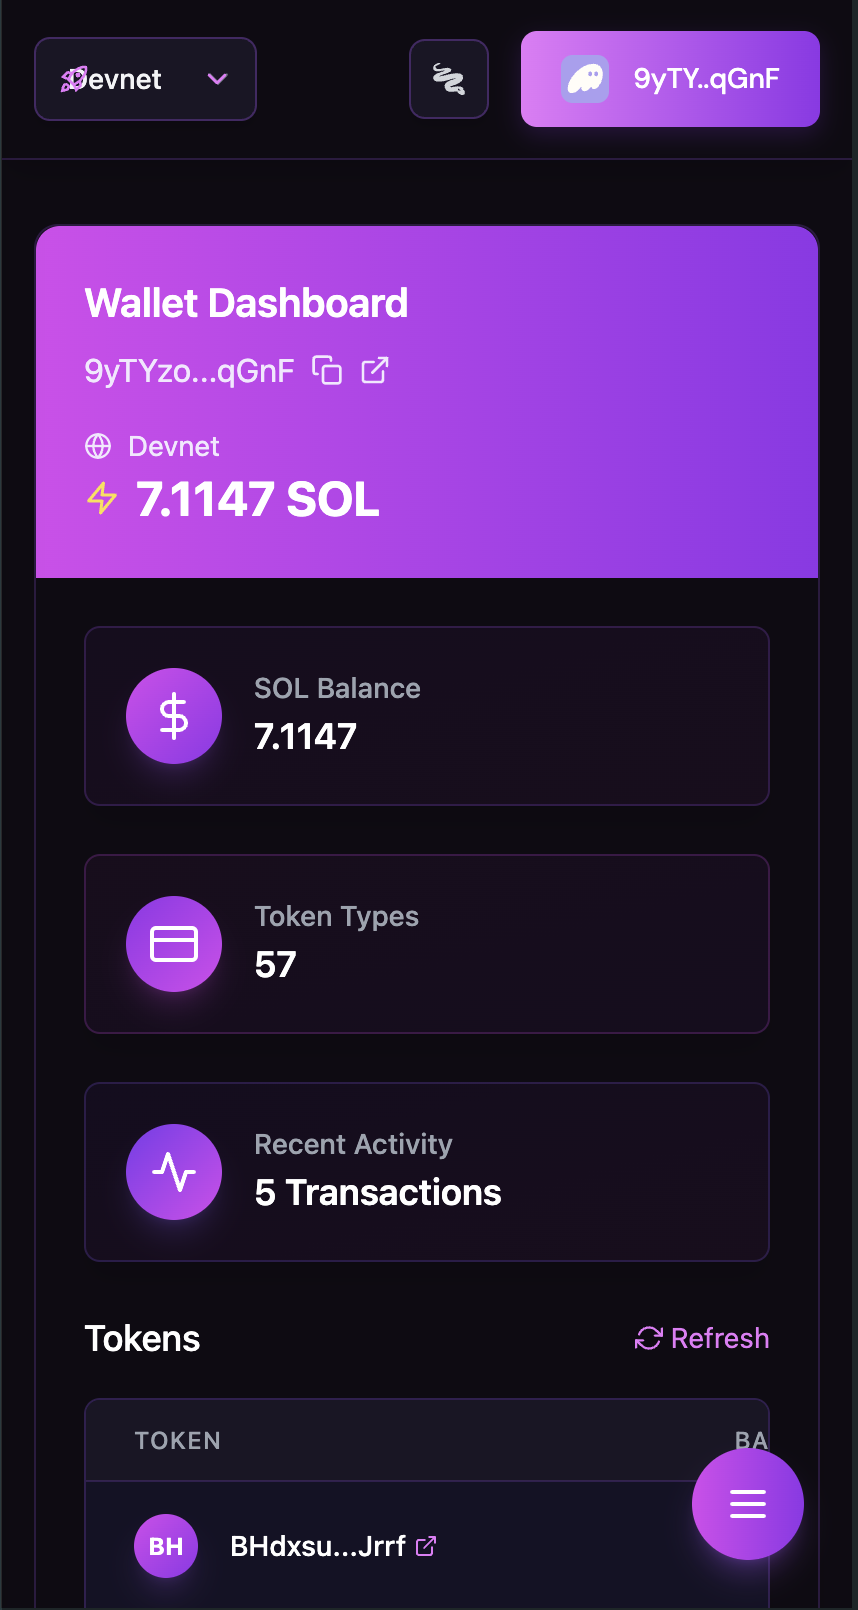 Devnet
9yTY..qGnF
Wallet Dashboard
9yTYzo...qGnF
Devnet
7.1147 SOL
SOL Balance
7.1147
Token Types
57
Recent Activity
5 Transactions
Tokens
Refresh
TOKEN
BA
BH
BHdxsu...Jrrf